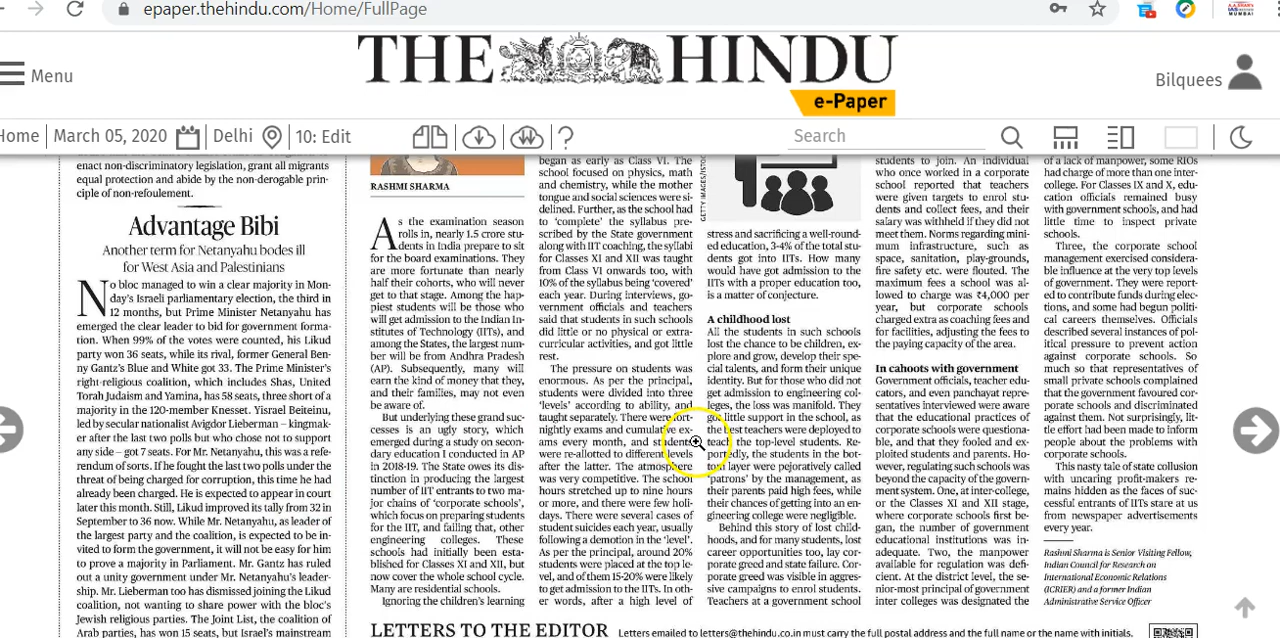 epaper.thehindu.com/Home/FullPage
THE HINDU
e-Paper
Menu
Bilquees
Home
March 05, 2020
Delhi
10: Edit
Search
enact non-discriminatory legislation, grant all migrants
equal protection and abide by the non-derogable prin-
ciple of non-refoulement.
Advantage Bibi
Another term for Netanyahu bodes ill
for West Asia and Palestinians
No bloc managed to win a clear majority in Mon-
day's Israeli parliamentary election, the third in
12 months, but Prime Minister Netanyahu has
emerged the clear leader to bid for government forma-
tion. When 99% of the votes were counted, his Likud
party won 36 seats, while its rival, former General Ben-
ny Gantz's Blue and White got 33. The Prime Minister's
right-religious coalition, which includes Shas, United
Torah Judaism and Yamina, has 58 seats, three short of a
majority in the 120-member Knesset. Yisrael Beiteinu,
led by secular nationalist Avigdor Lieberman – kingmak-
er after the last two polls but who chose not to support
any side – got 7 seats. For Mr. Netanyahu, this was a ref-
erendum of sorts. If he fought the last two polls under the
threat of being charged for corruption, this time he had
already been charged. He is expected to appear in court
later this month. Still, Likud improved its tally from 32 in
September to 36 now. While Mr. Netanyahu, as leader of
the largest party and the coalition, is expected to be in-
vited to form the government, it will not be easy for him
to prove a majority in Parliament. Mr. Gantz has ruled
out a unity government under Mr. Netanyahu's leader-
ship. Mr. Lieberman too has dismissed joining the Likud
coalition, not wanting to share power with the bloc's
Jewish religious parties. The Joint List, the coalition of
Arab parties, has won 15 seats, but Israel's mainstream
RASHMI SHARMA
As the examination season
rolls in, nearly 1.5 crore stu-
dents in India prepare to sit
for the board examinations. They
are more fortunate than nearly
half their cohorts, who will never
get to that stage. Among the hap-
piest students will be those who
will get admission to the Indian In-
stitutes of Technology (IITs), and
among the States, the largest num-
ber will be from Andhra Pradesh
(AP). Subsequently, many will
earn the kind of money that they,
and their families, may not even
be aware of.
But underlying these grand suc-
cesses is an ugly story, which
emerged during a study on secon-
dary education I conducted in AP
in 2018-19. The State owes its dis-
tinction in producing the largest
number of IIT entrants to two ma-
jor chains of 'corporate schools',
which focus on preparing students
for the IIT, and failing that, other
engineering colleges. These
schools had initially been esta-
blished for Classes XI and XII, but
now cover the whole school cycle.
Many are residential schools.
Ignoring the children's learning
began as early as Class VI. The
school focused on physics, math
and chemistry, while the mother
tongue and social sciences were si-
delined. Further, as the school had
to 'complete' the syllabus pre-
scribed by the State government
along with IIT coaching, the syllabi
for Classes XI and XII was taught
from Class VI onwards too, with
10% of the syllabus being 'covered'
each year. During interviews, go-
vernment officials and teachers
said that students in such schools
did little or no physical or extra-
curricular activities, and got little
rest.
The pressure on students was
enormous. As per the principal,
students were divided into three
'levels' according to ability, and
taught separately. There were fort-
nightly exams and cumulative ex-
ams every month, and students
were re-allotted to different levels
after the latter. The atmosp
was very competitive. The school
hours stretched up to nine hours
or more, and there were few holi-
days. There were several cases of
student suicides each year, usually
following a demotion in the 'level'.
As per the principal, around 20%
students were placed at the top le-
vel, and of them 15-20% were likely
to get admission to the IITs. In oth-
er words, after a high level of
GETTY IMAGES/ISTO
stress and sacrificing a well-round-
ed education, 3-4% of the total stu-
dents got into IITs. How many
would have got admission to the
IITs with a proper education too,
is a matter of conjecture.
A childhood lost
All the students in such schools
lost the chance to be children, ex-
plore and grow, develop their spe-
cial talents, and form their unique
identity. But for those who did not
get admission to engineering col-
leges, the loss was manifold. They
got little support in the school, as
the best teachers were deployed to
teach the top-level students. Re-
portedly, the students in the bot-
tom layer were pejoratively called
'patrons' by the management, as
their parents paid high fees, while
their chances of getting into an en-
gineering college were negligible.
Behind this story of lost child-
hoods, and for many students, lost
career opportunities too, lay cor-
porate greed and state failure. Cor-
porate greed was visible in aggres-
sive campaigns to enrol students.
Teachers at a government school
students to join. An individual
who once worked in a corporate
school reported that teachers
were given targets to enrol stu-
dents and collect fees, and their
salary was withheld if they did not
meet them. Norms regarding mini-
mum infrastructure, such as
space, sanitation, play-grounds,
fire safety etc. were flouted. The
maximum fees a school was al-
lowed to charge was ₹4,000 per
year, but corporate schools
charged extra as coaching fees and
for facilities, adjusting the fees to
the paying capacity of the area.
In cahoots with government
Government officials, teacher edu-
cators, and even panchayat repre-
sentatives interviewed were aware
that the educational practices of
corporate schools were questiona-
ble, and that they fooled and ex-
ploited students and parents. Ho-
wever, regulating such schools was
beyond the capacity of the govern-
ment system. One, at inter-college,
or the Classes XI and XII stage,
where corporate schools first be-
gan, the number of government
educational institutions was in-
adequate. Two, the manpower
available for regulation was defi-
cient. At the district level, the se-
nior-most principal of government
inter colleges was designated the
of a lack of manpower, some RIOs
had charge of more than one inter-
college. For Classes IX and X, edu-
cation officials remained busy
with government schools, and had
little time to inspect private
schools.
Three, the corporate school
management exercised considera-
ble influence at the very top levels
of government. They were report-
ed to contribute funds during elec-
tions, and some had begun politi-
cal careers themselves. Officials
described several instances of pol-
itical pressure to prevent action
against corporate schools. So
much so that representatives of
small private schools complained
that the government favoured cor-
porate schools and discriminated
against them. Not surprisingly, lit-
tle effort had been made to inform
people about the problems with
corporate schools.
This nasty tale of state collusion
with uncaring profit-makers re-
mains hidden as the faces of suc-
cessful entrants of IITs stare at us
from newspaper advertisements
every year.
Rashmi Sharma is Senior Visiting Fellow,
Indian Council for Research on
International Economic Relations
(ICRIER) and a former Indian
Administrative Service Officer
LETTERS TO THE EDITOR Letters emailed to letters@thehindu.co.in must carry the full postal address and the full name or the name with initials.